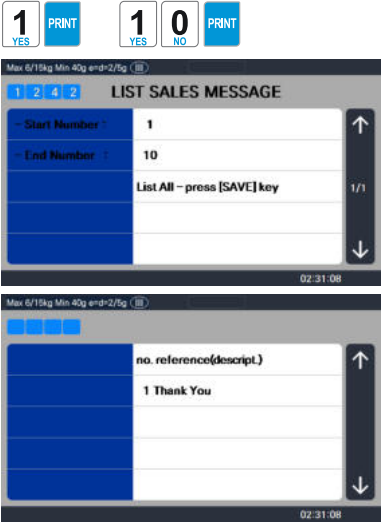 1 YES PRINT 1 YES 0 NO PRINT
Max 6/15kg Min 40g e=d=2/5g
1 2 4 2 LIST SALES MESSAGE
- Start Number : 1
- End Number : 10
List All - press [SAVE] key
1/1
02:31:08
Max 6/15kg Min 40g e=d=2/5g
no. reference(descript.)
1 Thank You
02:31:08